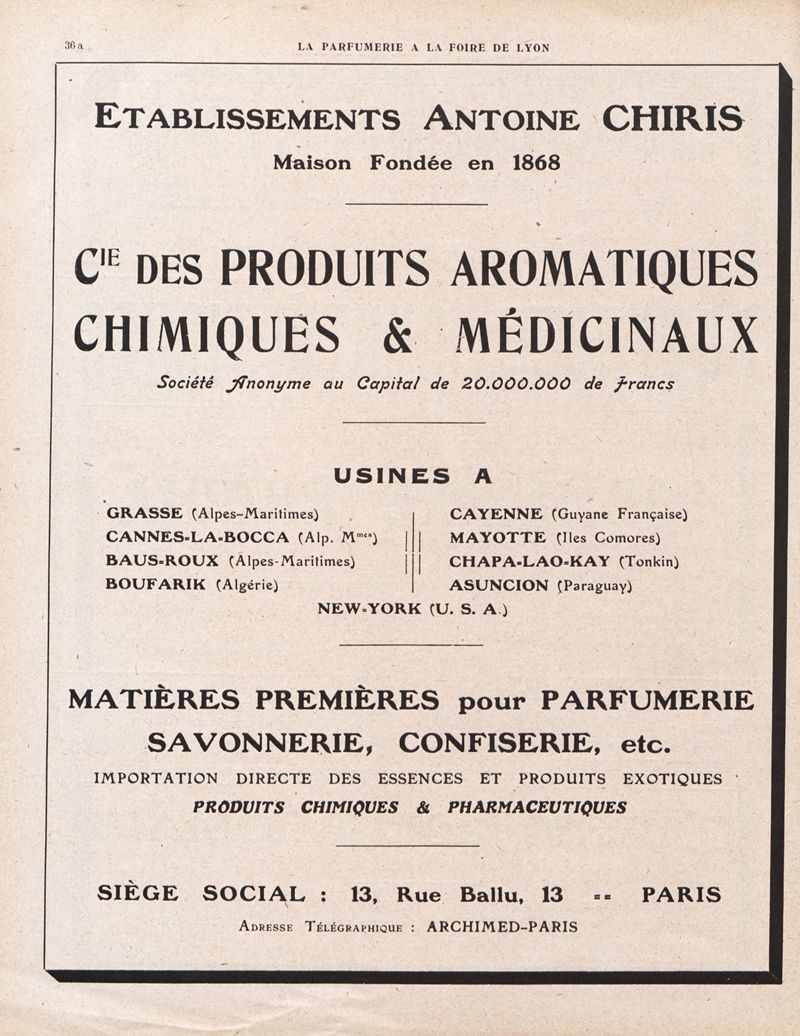 36 a
LA PARFUMERIE A LA FOIRE DE LYON
ETABLISSEMENTS ANTOINE CHIRIS
Maison Fondée en 1868
CIE DES PRODUITS AROMATIQUES
CHIMIQUES & MÉDICINAUX
Société Anonyme au Capital de 20.000.000 de Francs
USINES A
GRASSE (Alpes-Maritimes)
CANNES-LA-BOCCA (Alp. Mmes)
BAUS-ROUX (Alpes-Maritimes)
BOUFARIK (Algérie)
CAYENNE (Guyane Française)
MAYOTTE (Iles Comores)
CHAPA-LAO-KAY (Tonkin)
ASUNCION (Paraguay)
NEW-YORK (U. S. A.)
MATIÈRES PREMIÈRES pour PARFUMERIE
SAVONNERIE, CONFISERIE, etc.
IMPORTATION DIRECTE DES ESSENCES ET PRODUITS EXOTIQUES
PRODUITS CHIMIQUES & PHARMACEUTIQUES
SIÈGE SOCIAL : 13, Rue Ballu, 13 -- PARIS
ADRESSE TÉLÉGRAPHIQUE : ARCHIMED-PARIS